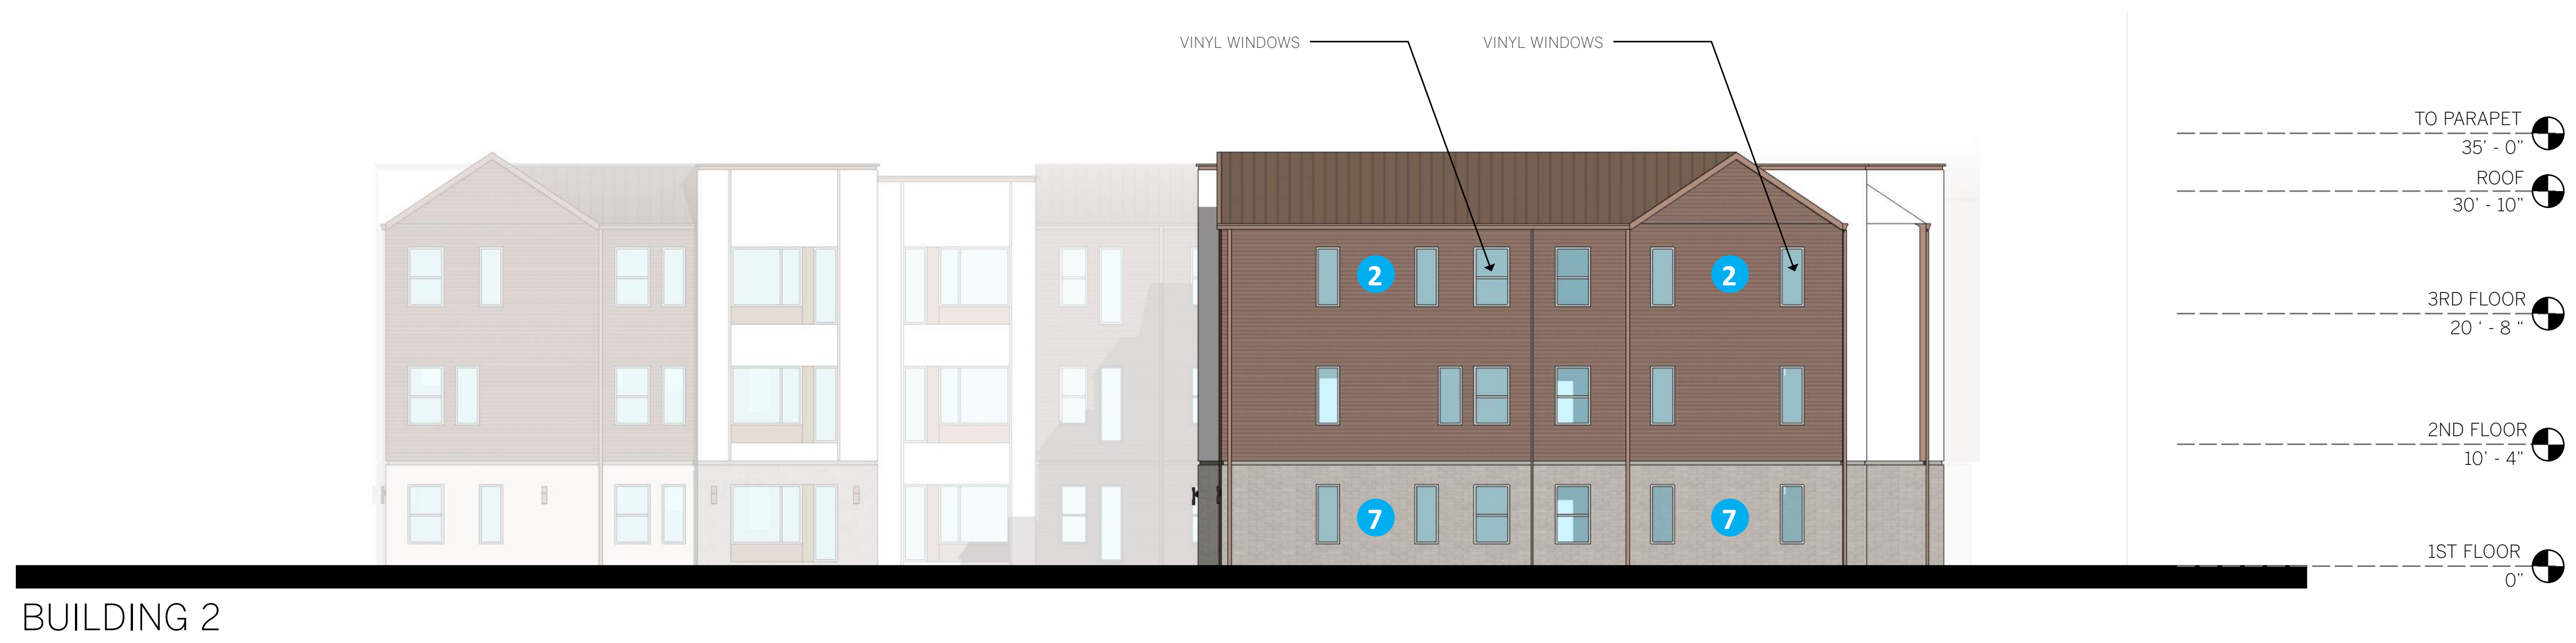 VINYL WINDOWS
VINYL WINDOWS
TO PARAPET
35' - 0"
ROOF
30' - 10"
2
2
3RD FLOOR
20 ' - 8 "
2ND FLOOR
10' - 4"
7
7
1ST FLOOR
0"
BUILDING 2